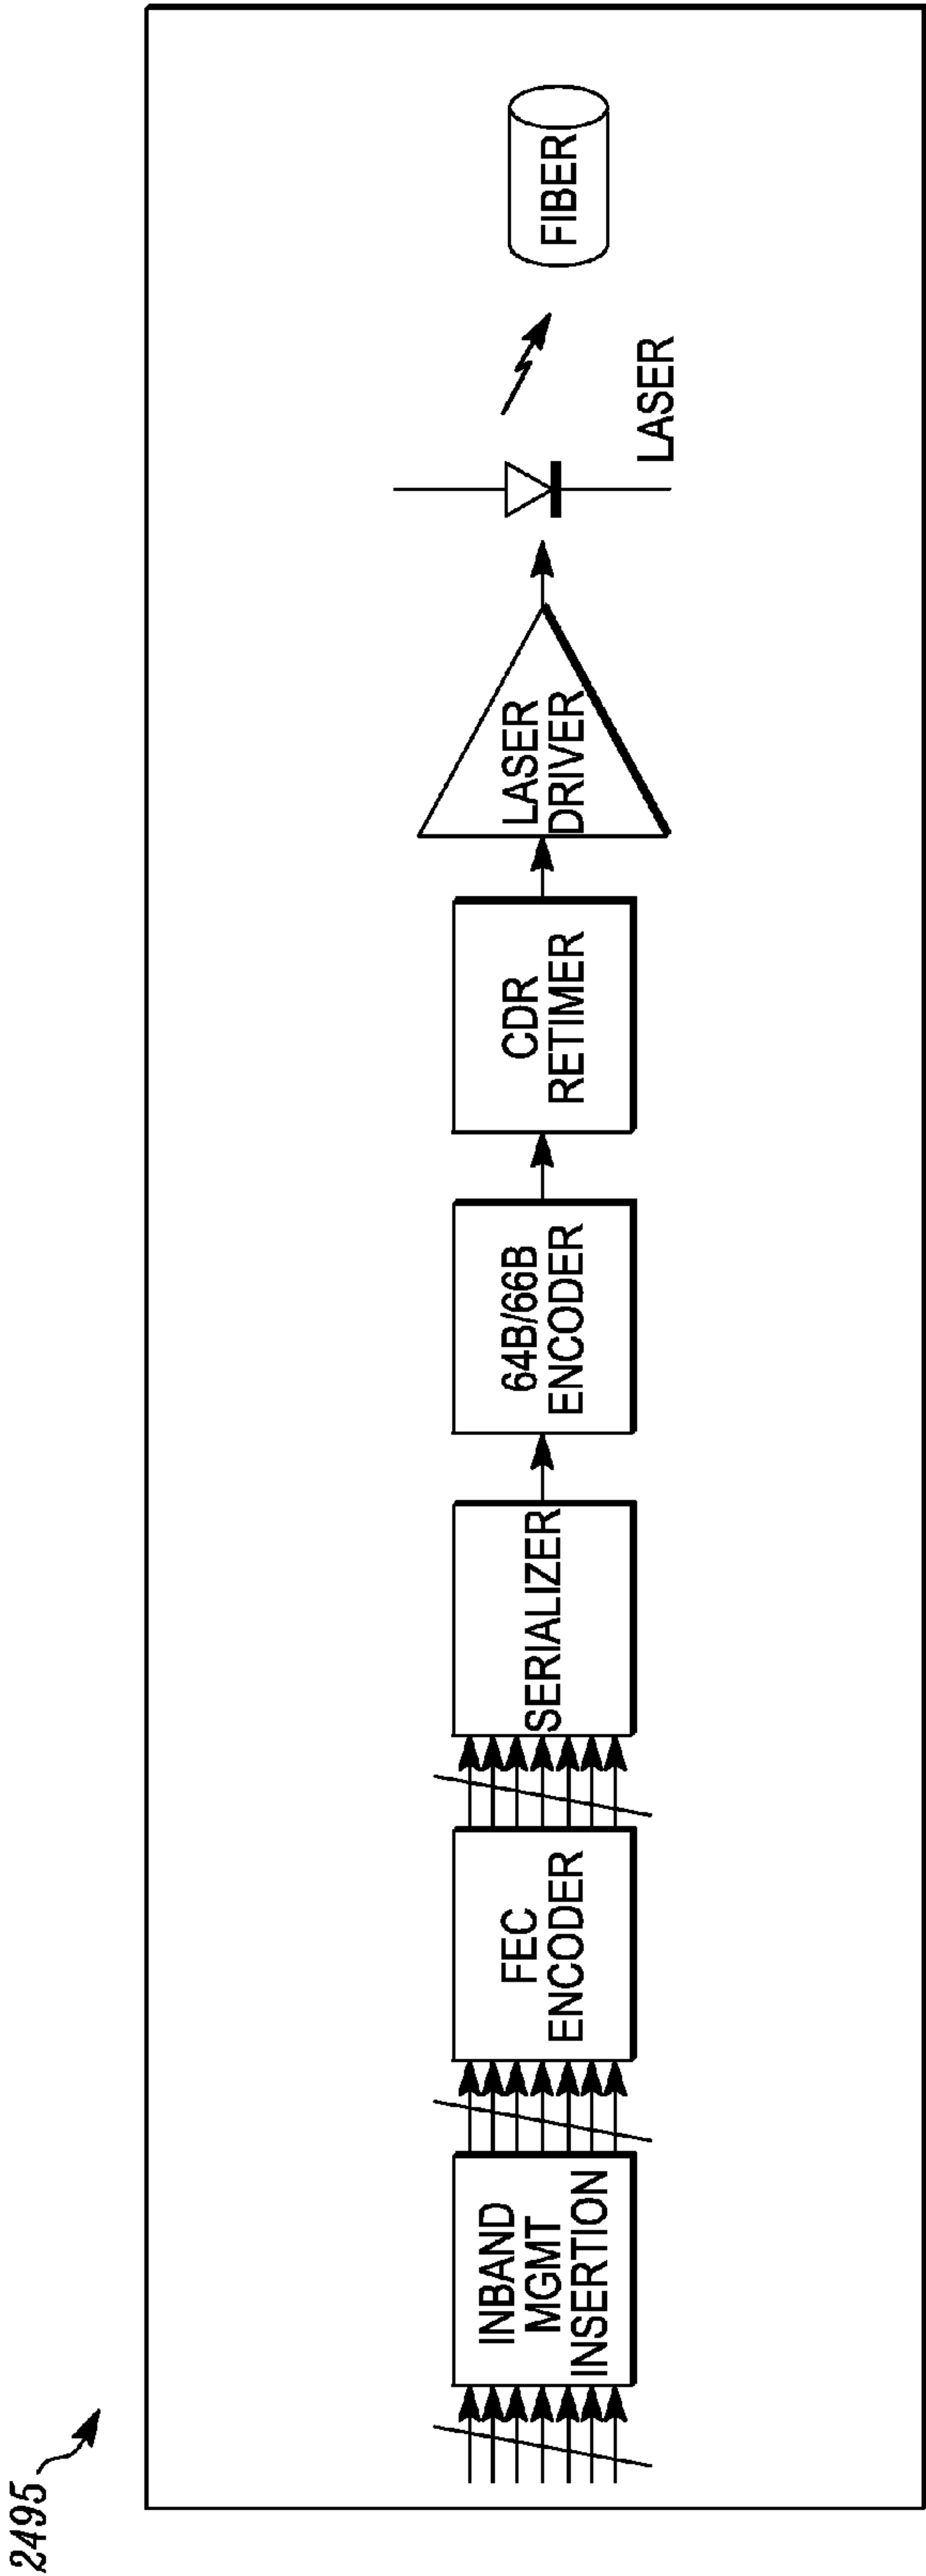 2495
INBAND
MGMT
INSERTION
FEC
ENCODER
SERIALIZER
64B/66B
ENCODER
CDR
RETIMER
LASER
DRIVER
LASER
FIBER